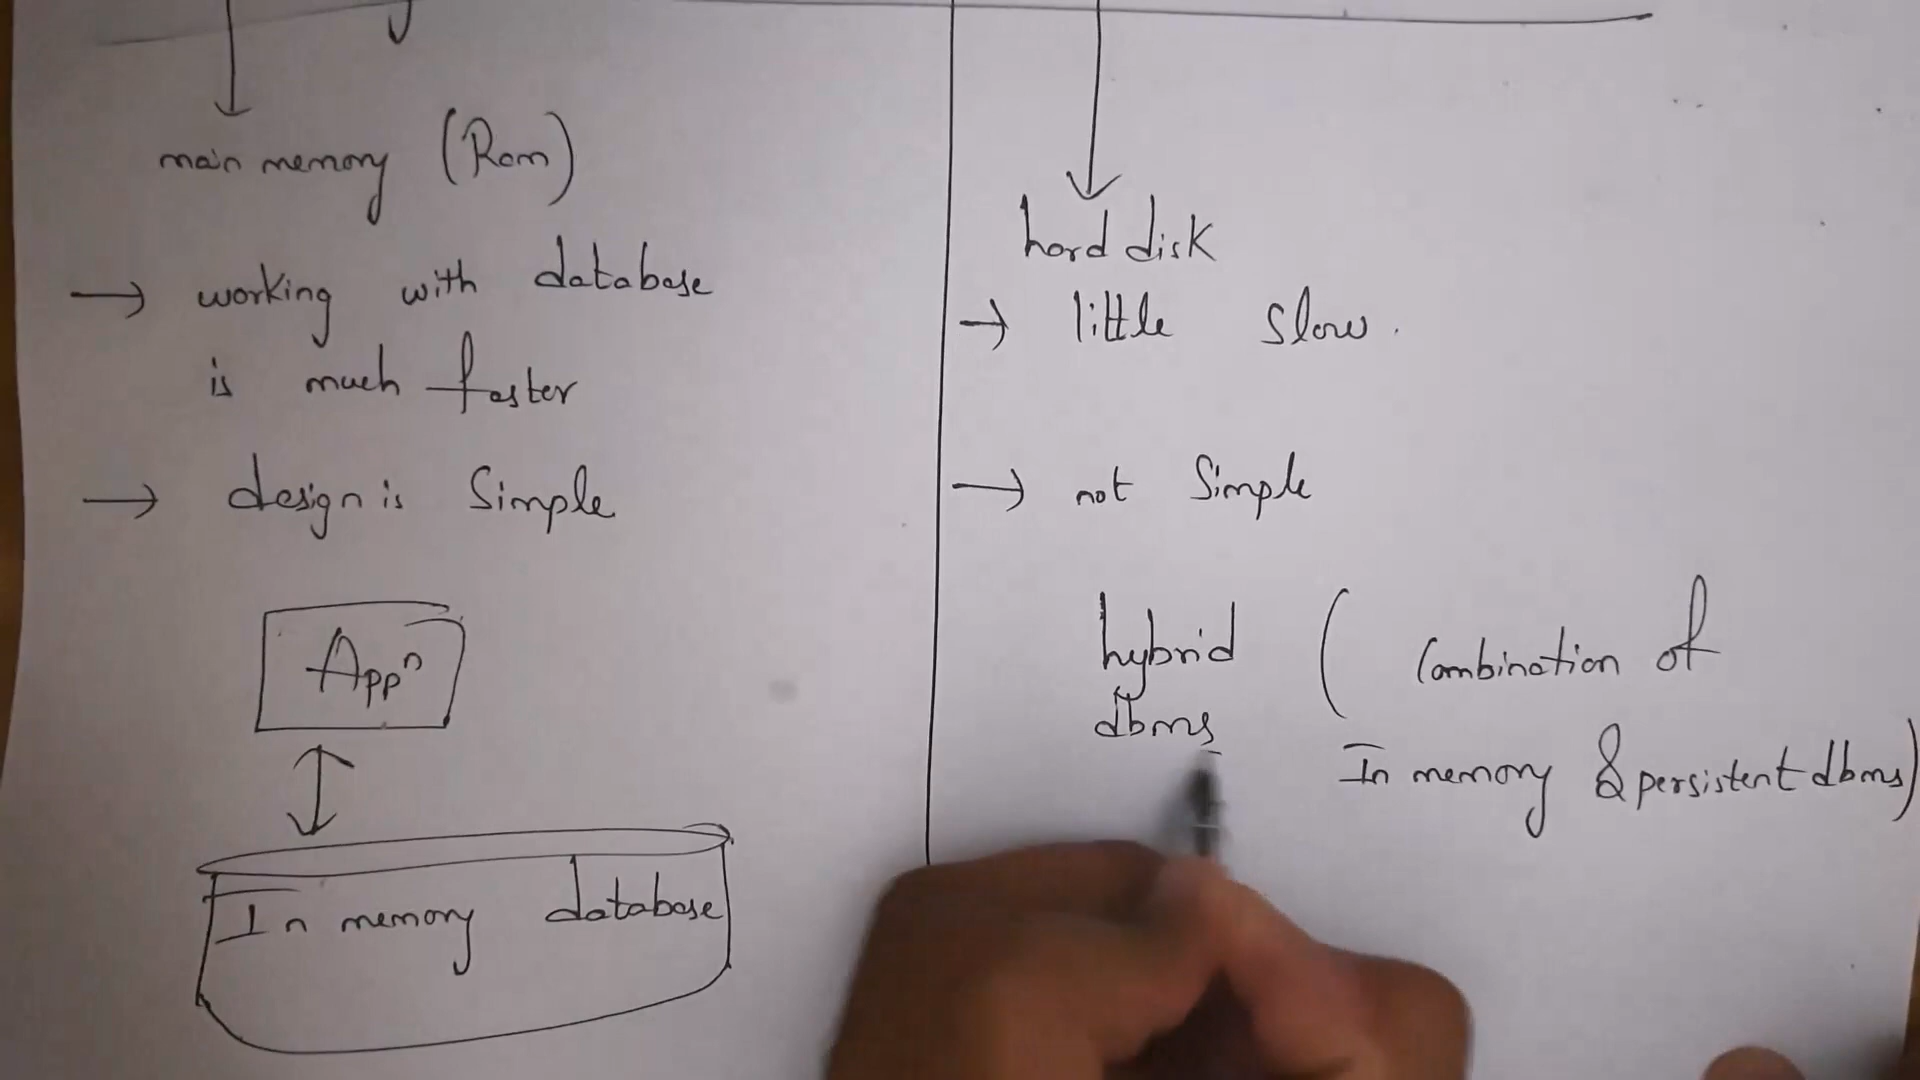 main memory (Ram)
→ working with database
is much faster
→ design is Simple
Appⁿ
In memory database
hard disk
→ little slow.
→ not Simple
hybrid ( Combination of
dbms
In memory & persistent dbms)